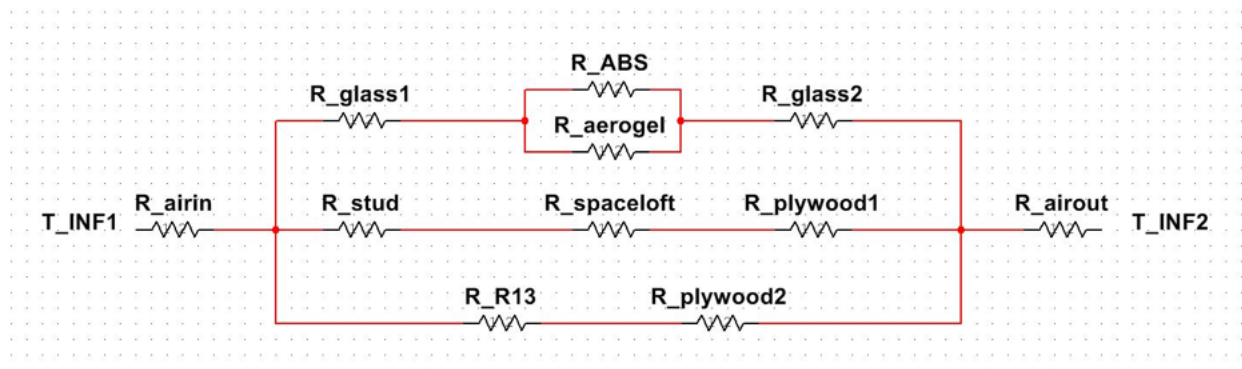 R_ABS
R_glass1
R_glass2
R_aerogel
T_INF1
R_airin
R_stud
R_spaceloft
R_plywood1
R_airout
T_INF2
R_R13
R_plywood2